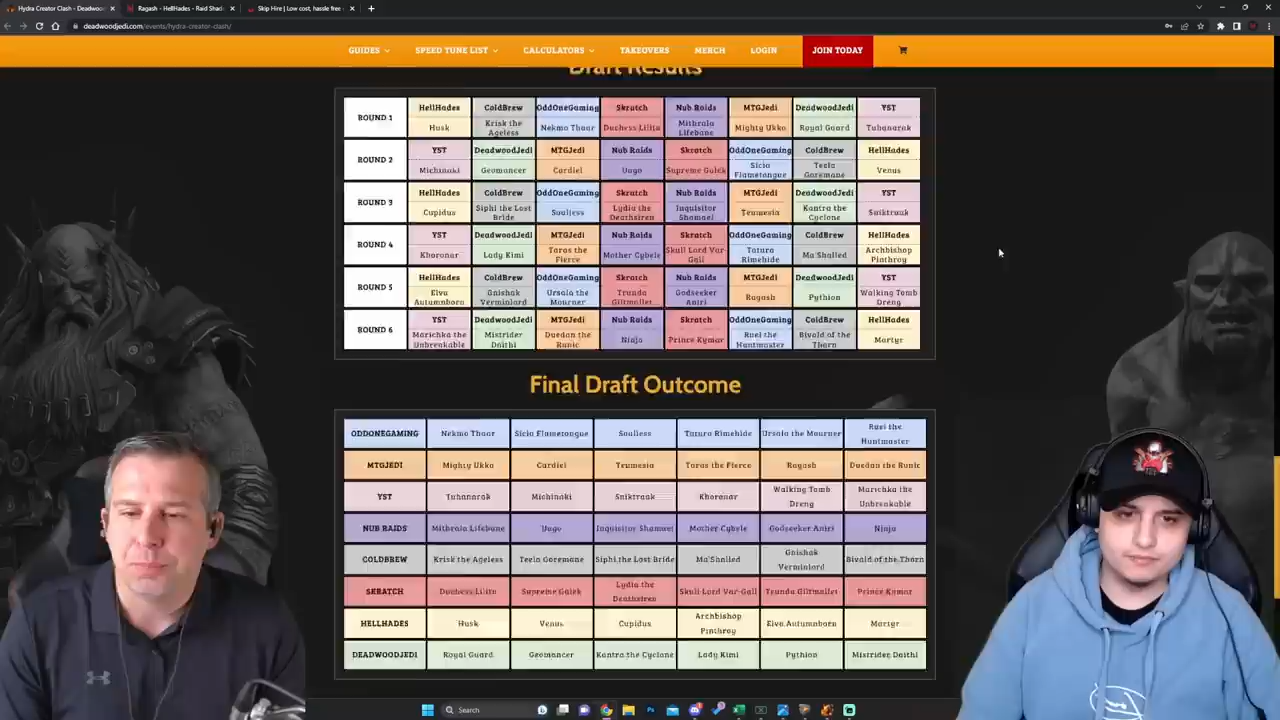 Hydra Creator Clash - Deadwoo
Ragash - HellHades - Raid Shad
Skip Hire | Low cost, hassle free
deadwoodjedi.com/events/hydra-creator-clash/
GUIDES SPEED TUNE LIST CALCULATORS TAKEOVERS MERCH LOGIN JOIN TODAY
Draft Results
ROUND 1
HellHades ColdBrew OddOneGaming Skratch Nub Raids MTGJedi DeadwoodJedi YST
Husk Krisk the Ageless Nekmo Thaar Duchess Lilitu Mithrala Lifebane Mighty Ukko Royal Guard Tuhanarak
ROUND 2
YST DeadwoodJedi MTGJedi Nub Raids Skratch OddOneGaming ColdBrew HellHades
Michinaki Geomancer Cardiel Uugo Supreme Galek Sicia Flametongue Teela Goremane Venus
ROUND 3
HellHades ColdBrew OddOneGaming Skratch Nub Raids MTGJedi DeadwoodJedi YST
Cupidus Siphi the Lost Bride Soulless Lydia the Deathsiren Inquisitor Shamael Teumesia Kantra the Cyclone Sniktraak
ROUND 4
YST DeadwoodJedi MTGJedi Nub Raids Skratch OddOneGaming ColdBrew HellHades
Khoronar Lady Kimi Taras the Fierce Mother Cybele Skull Lord Var-Gall Tatura Rimehide Ma'Shalled Archbishop Pinthroy
ROUND 5
HellHades ColdBrew OddOneGaming Skratch Nub Raids MTGJedi DeadwoodJedi YST
Elva Autumnborn Gnishak Verminlord Ursala the Mourner Trunda Giltmallet Godseeker Aniri Ragash Pythion Walking Tomb Dreng
ROUND 6
YST DeadwoodJedi MTGJedi Nub Raids Skratch OddOneGaming ColdBrew HellHades
Marichka the Unbreakable Mistrider Daithi Duedan the Runic Ninja Prince Kymar Ruel the Huntmaster Rivald of the Thorn Martyr
Final Draft Outcome
ODDONEGAMING Nekmo Thaar Sicia Flametongue Soulless Tatura Rimehide Ursala the Mourner Ruel the Huntmaster
MTGJEDI Mighty Ukko Cardiel Teumesia Taras the Fierce Ragash Duedan the Runic
YST Tuhanarak Michinaki Sniktraak Khoronar Walking Tomb Dreng Marichka the Unbreakable
NUB RAIDS Mithrala Lifebane Uugo Inquisitor Shamael Mother Cybele Godseeker Aniri Ninja
COLDBREW Krisk the Ageless Teela Goremane Siphi the Lost Bride Ma'Shalled Gnishak Verminlord Rivald of the Thorn
SKRATCH Duchess Lilitu Supreme Galek Lydia the Deathsiren Skull Lord Var-Gall Trunda Giltmallet Prince Kymar
HELLHADES Husk Venus Cupidus Archbishop Pinthroy Elva Autumnborn Martyr
DEADWOODJEDI Royal Guard Geomancer Kantra the Cyclone Lady Kimi Pythion Mistrider Daithi
Search